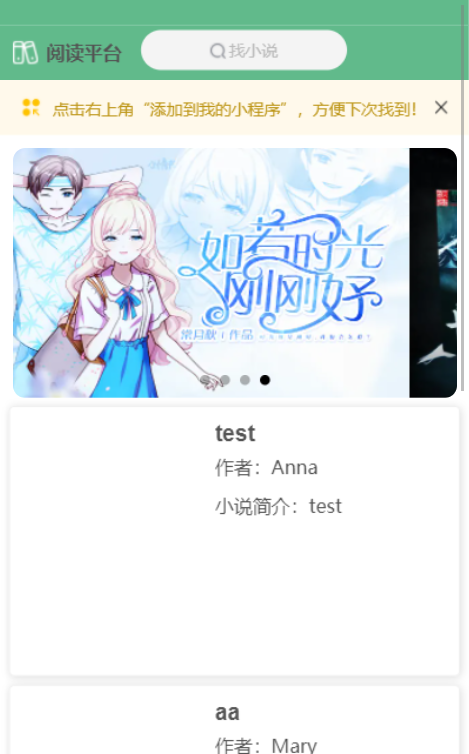 阅读平台
找小说
点击右上角“添加到我的小程序”，方便下次找到！
如若时光
刚刚好
test
作者：Anna
小说简介：test
aa
作者：Mary